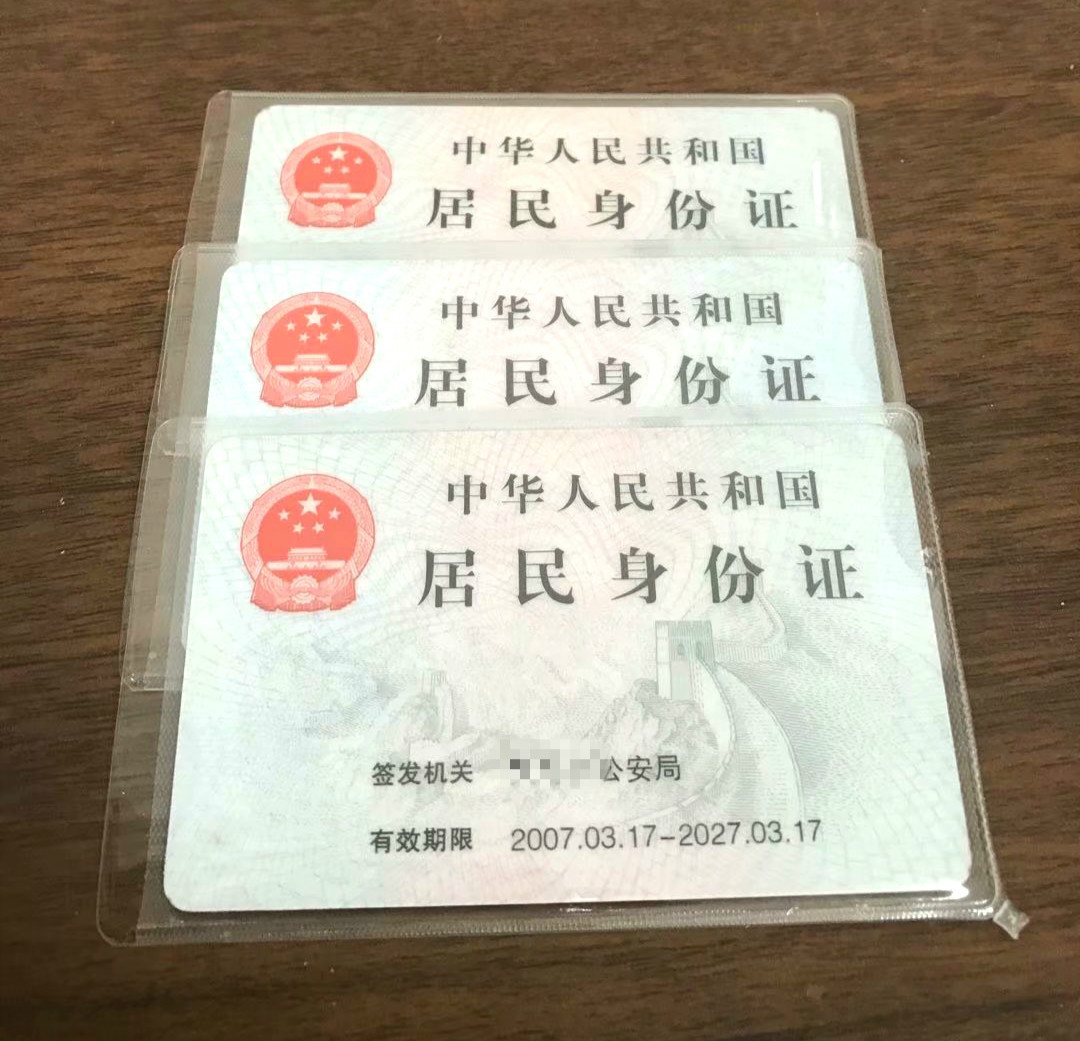 中华人民共和国
居民身份证
中华人民共和国
居民身份证
中华人民共和国
居民身份证
签发机关 公安局
有效期限 2007.03.17-2027.03.17